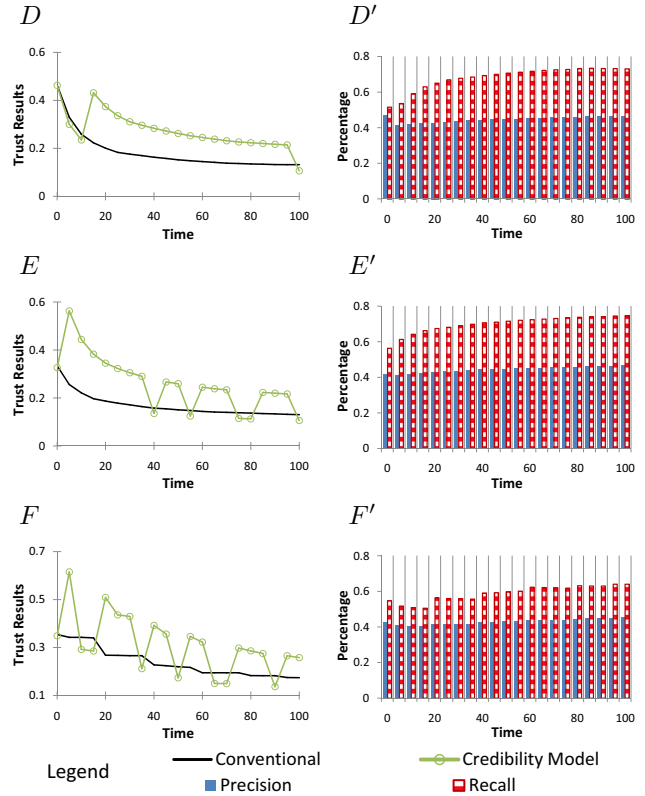 D
D′
Trust Results
0.6
0.4
0.2
0
0 20 40 60 80 100
Time
Percentage
0.8
0.6
0.4
0.2
0
0 20 40 60 80 100
Time
E
E′
Trust Results
0.6
0.4
0.2
0
0 20 40 60 80 100
Time
Percentage
0.8
0.6
0.4
0.2
0
0 20 40 60 80 100
Time
F
F′
Trust Results
0.7
0.5
0.3
0.1
0 20 40 60 80 100
Time
Percentage
0.8
0.6
0.4
0.2
0
0 20 40 60 80 100
Time
Legend
Conventional
Credibility Model
Precision
Recall